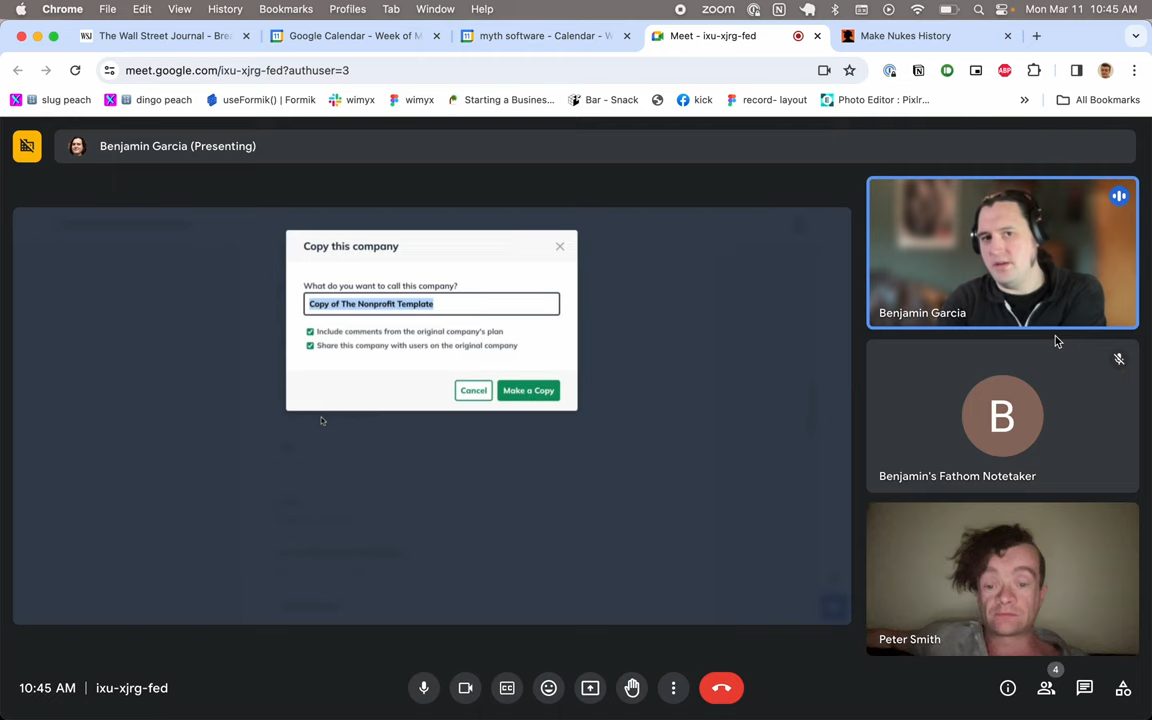 Chrome File Edit View History Bookmarks Profiles Tab Window Help zoom Mon Mar 11 10:45 AM
WSJ The Wall Street Journal - Bre
Google Calendar - Week of M
myth software - Calendar - W
Meet - ixu-xjrg-fed
Make Nukes History
meet.google.com/ixu-xjrg-fed?authuser=3
ABP
slug peach dingo peach useFormik() | Formik wimyx wimyx Starting a Business... Bar - Snack kick record- layout Photo Editor : Pixlr... » All Bookmarks
Benjamin Garcia (Presenting)
Copy this company
What do you want to call this company?
Copy of The Nonprofit Template
Include comments from the original company's plan
Share this company with users on the original company
Cancel Make a Copy
Benjamin Garcia
B
Benjamin's Fathom Notetaker
Peter Smith
10:45 AM | ixu-xjrg-fed
4